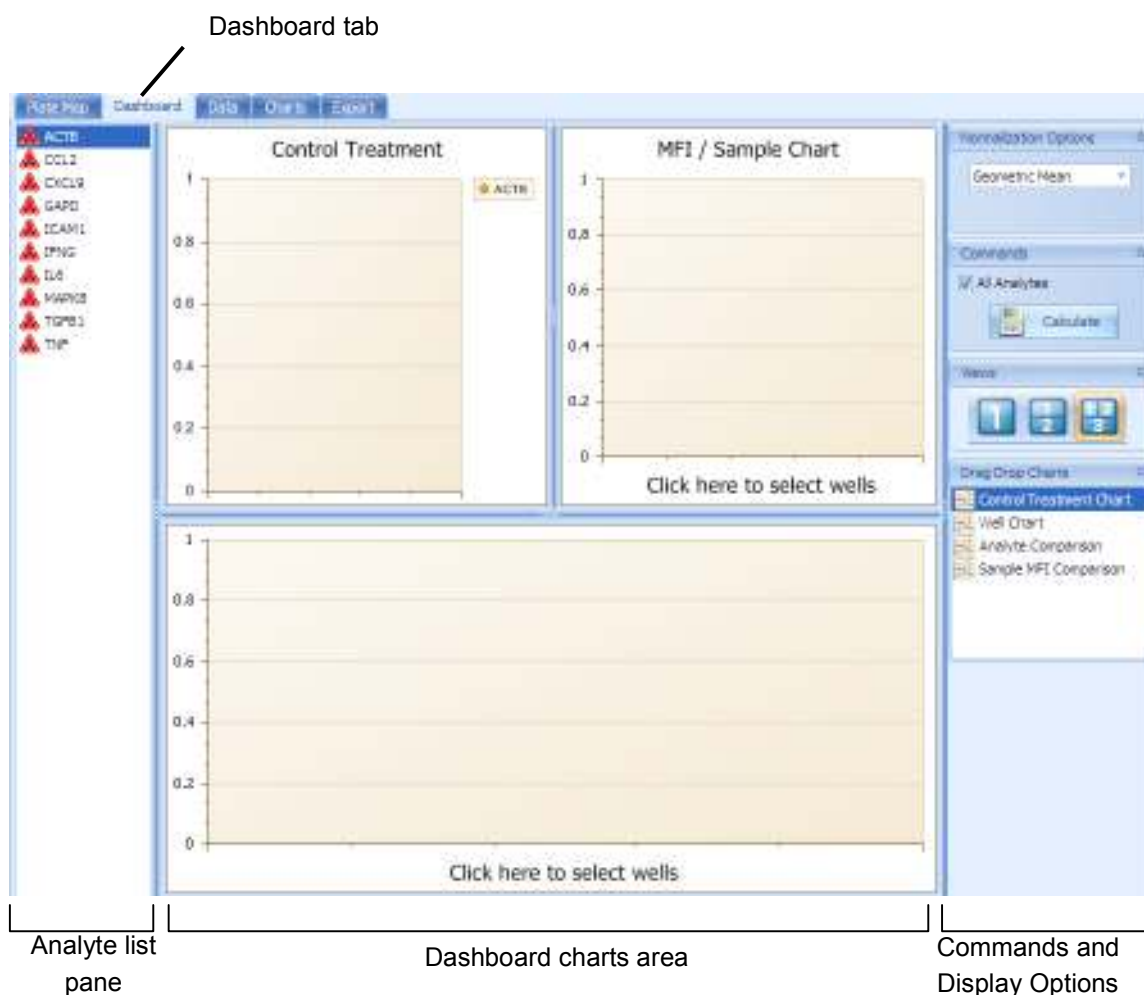 Dashboard tab
Plate Map Dashboard Data Charts Export
ACTB
CCL2
CXCL9
GAPD
ICAM1
IFNG
IL6
MAPK8
TGFB1
TNF
Control Treatment
1
0.8
0.6
0.4
0.2
0
ACTB
MFI / Sample Chart
1
0.8
0.6
0.4
0.2
0
Click here to select wells
1
0.8
0.6
0.4
0.2
0
Click here to select wells
Normalization Options
Geometric Mean
Commands
All Analytes
Calculate
Views
1
2
3
Drag Drop Charts
Control Treatment Chart
Well Chart
Analyte Comparison
Sample MFI Comparison
Analyte list
pane
Dashboard charts area
Commands and
Display Options